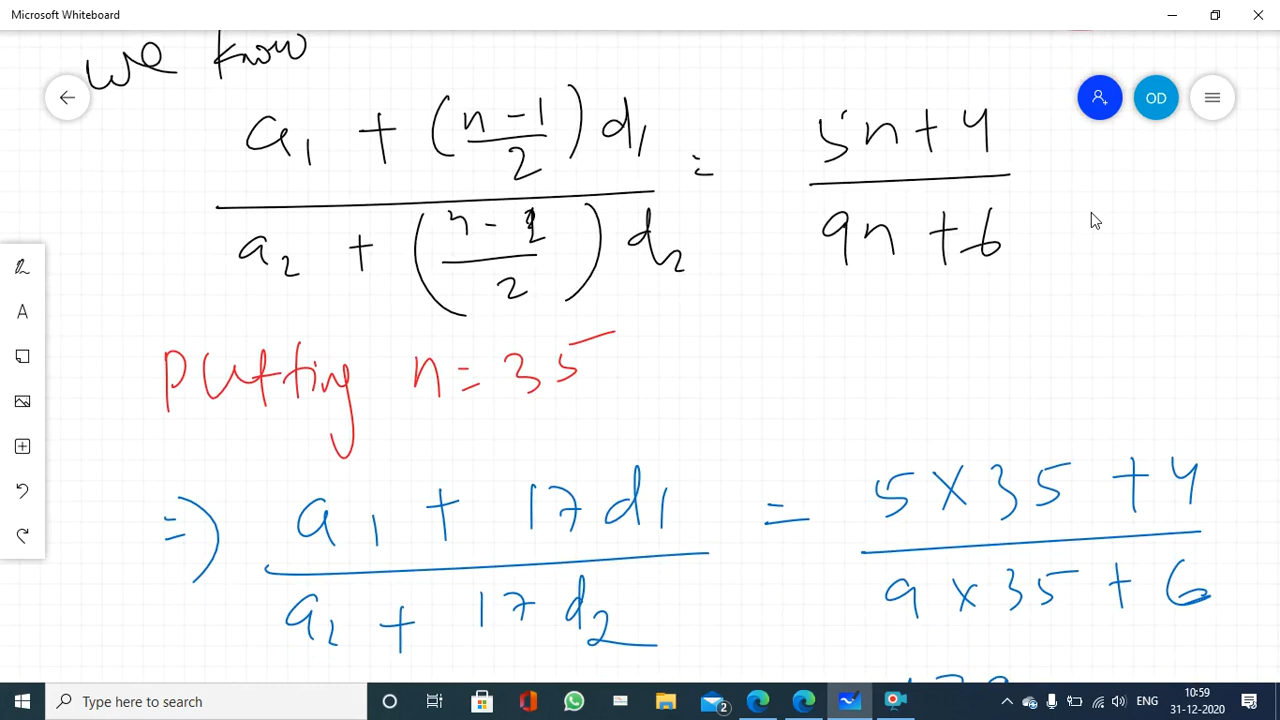 Microsoft Whiteboard
we know
a₁ + (n-1/2) d₁ / a₂ + (n-1/2) d₂ = 5n+4 / 9n+6
OD
A
Putting n = 35
=> a₁ + 17d₁ / a₂ + 17d₂ = 5×35+4 / 9×35+6
Type here to search
2
ENG
10:59
31-12-2020